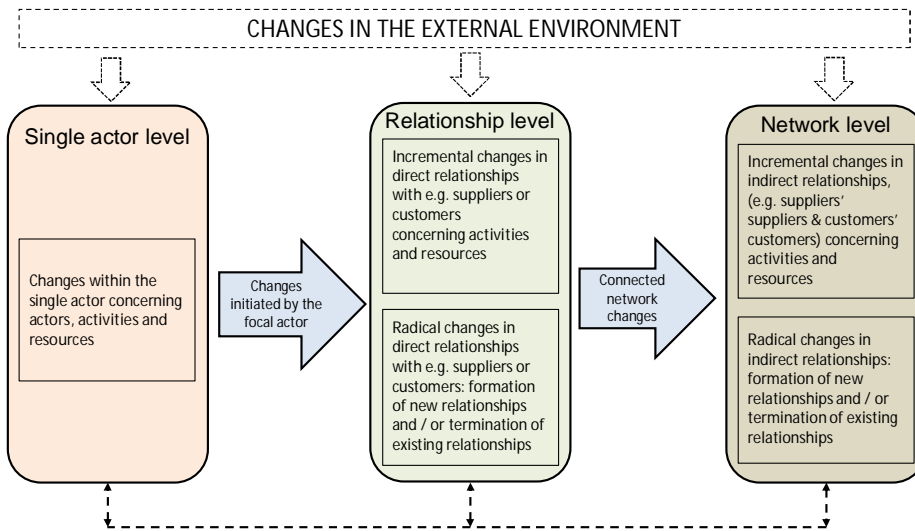 CHANGES IN THE EXTERNAL ENVIRONMENT
Single actor level
Changes within the
single actor concerning
actors, activities and
resources
Changes
initiated by the
focal actor
Relationship level
Incremental changes in
direct relationships
with e.g. suppliers or
customers
concerning activities
and resources
Radical changes in
direct relationships
with e.g. suppliers or
customers: formation
of new relationships
and / or termination of
existing relationships
Connected
network
changes
Network level
Incremental changes in
indirect relationships,
(e.g. suppliers’
suppliers & customers’
customers) concerning
activities and
resources
Radical changes in
indirect relationships:
formation of new
relationships and / or
termination of existing
relationships